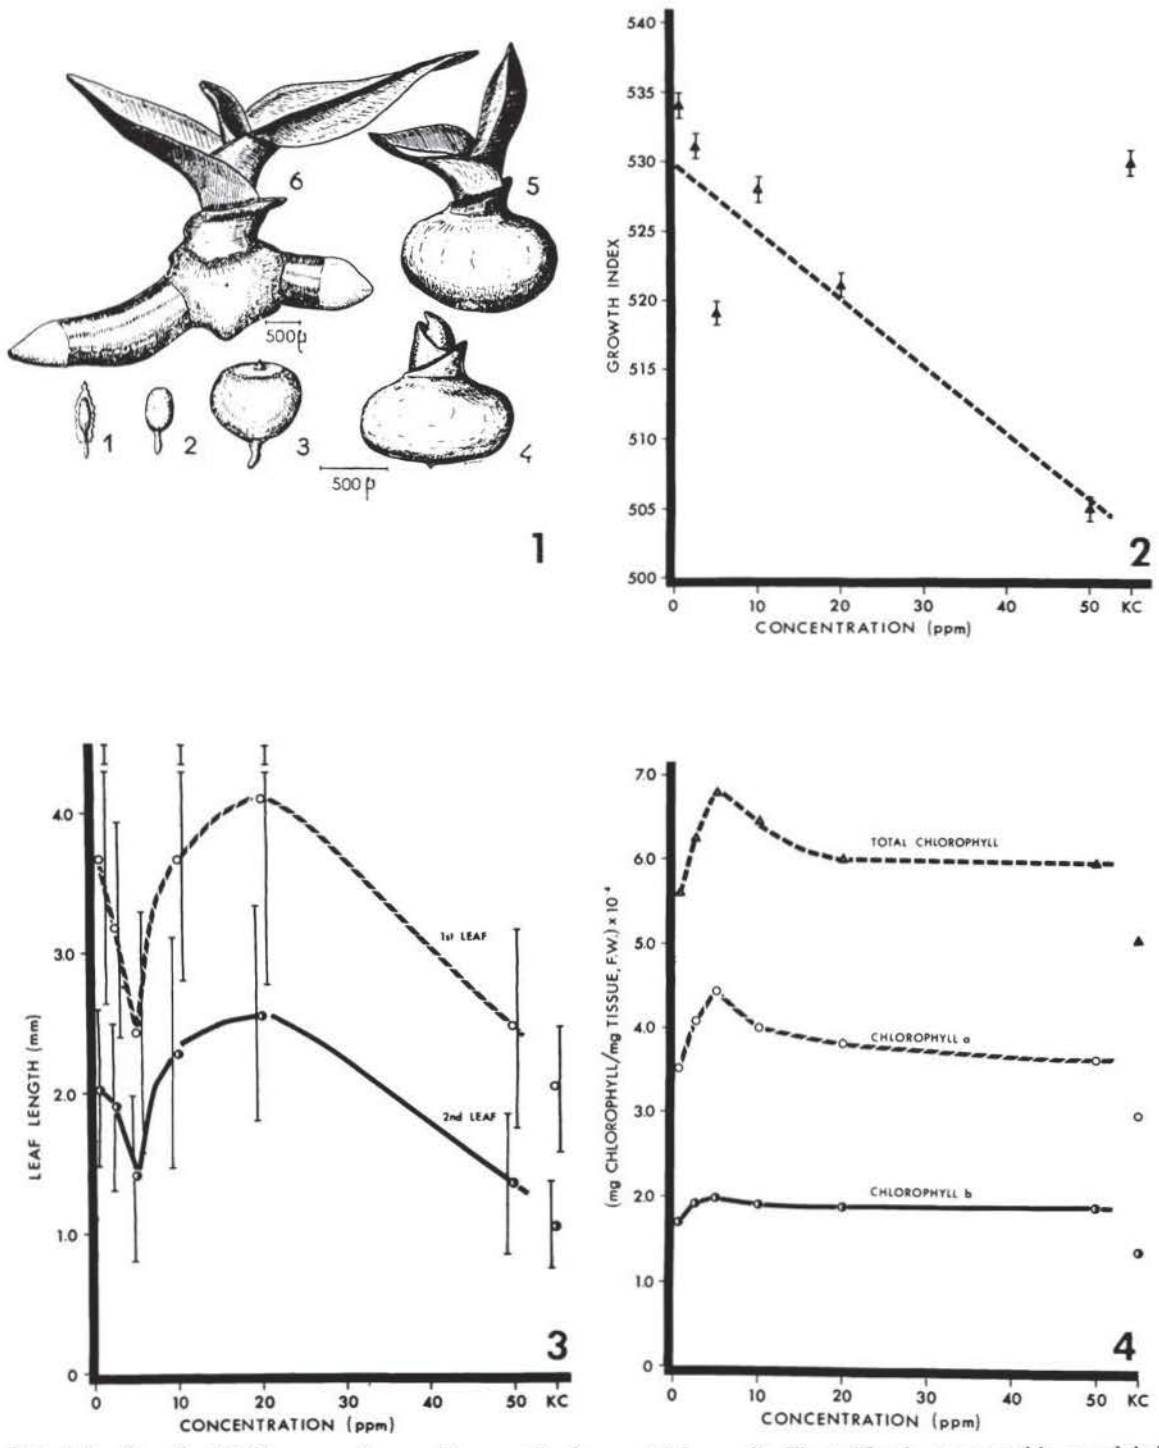 6
5
500µ
1
2
3
4
500µ
1
540
535
530
525
520
515
510
505
500
GROWTH INDEX
0 10 20 30 40 50 KC
CONCENTRATION (ppm)
2
4.0
3.0
2.0
1.0
0
LEAF LENGTH (mm)
1st LEAF
2nd LEAF
3
0 10 20 30 40 50 KC
CONCENTRATION (ppm)
7.0
6.0
5.0
4.0
3.0
2.0
1.0
0
(mg CHLOROPHYLL/mg TISSUE, F.W.) x 10⁻⁴
TOTAL CHLOROPHYLL
CHLOROPHYLL a
CHLOROPHYLL b
4
0 10 20 30 40 50 KC
CONCENTRATION (ppm)